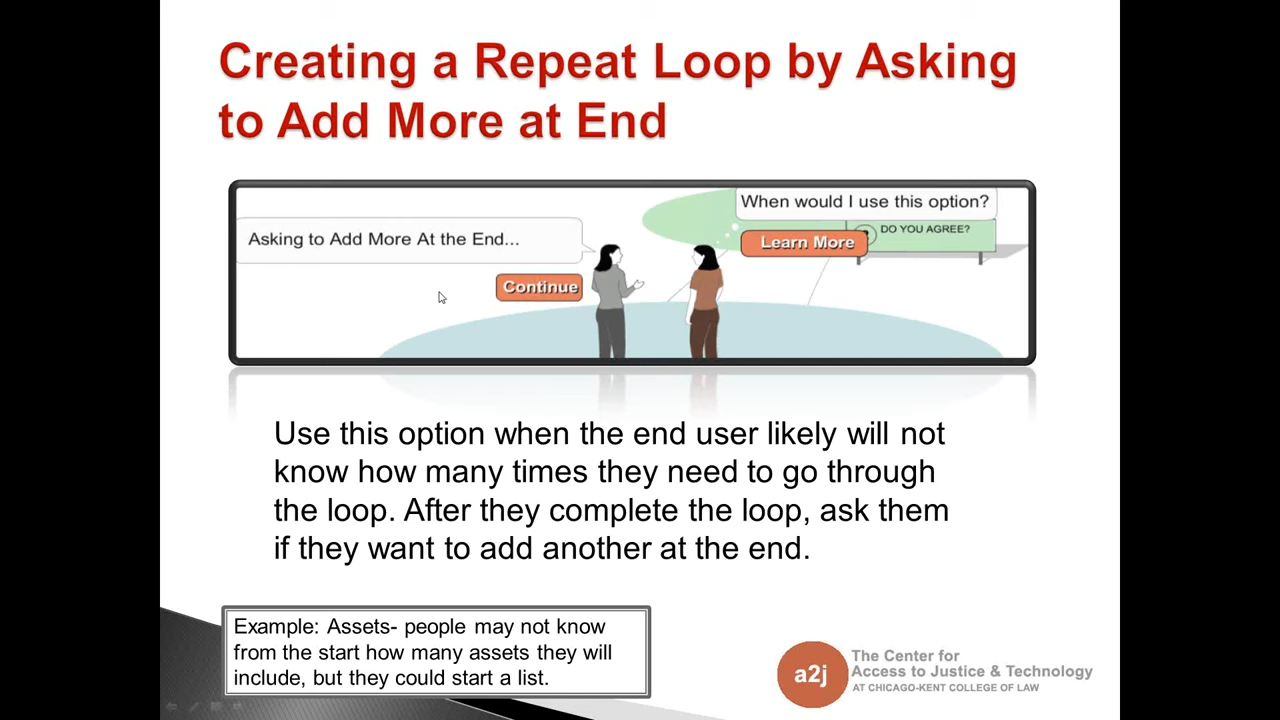 Creating a Repeat Loop by Asking
to Add More at End
When would I use this option?
Asking to Add More At the End...
DO YOU AGREE?
Learn More
Continue
Use this option when the end user likely will not
know how many times they need to go through
the loop. After they complete the loop, ask them
if they want to add another at the end.
Example: Assets- people may not know
from the start how many assets they will
include, but they could start a list.
a2j
The Center for
Access to Justice & Technology
AT CHICAGO-KENT COLLEGE OF LAW